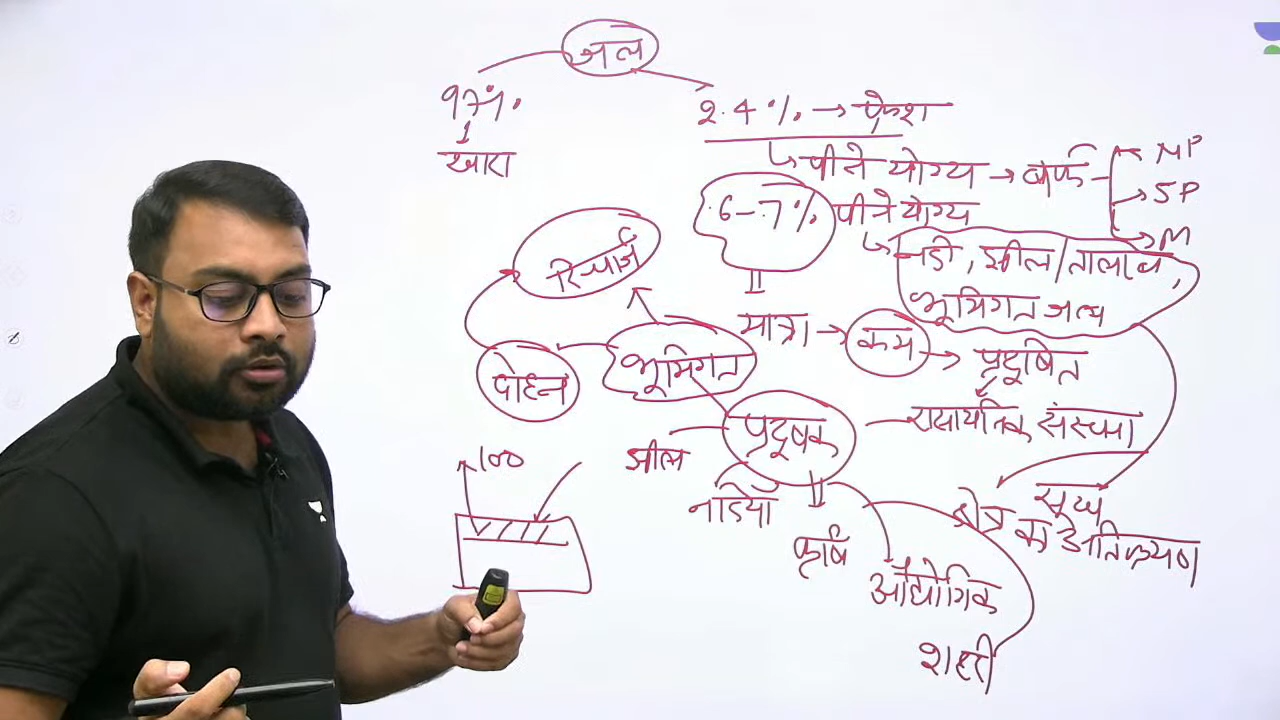 जल
97%
खारा
2.4% → फ्रेश
पीने योग्य → बर्फ
NP
SP
M
.6-.7% पीने योग्य
नदी, झील/तालाब,
भूमिगत जल
रिचार्ज
मात्रा → कम → प्रदूषित
भूमिगत
दोहन
प्रदूषक
रासायनिक संरचना
झील
100
नदियाँ
सूख
क्षेत्र का अतिक्रमण
कृषि
औद्योगिक
शहरी